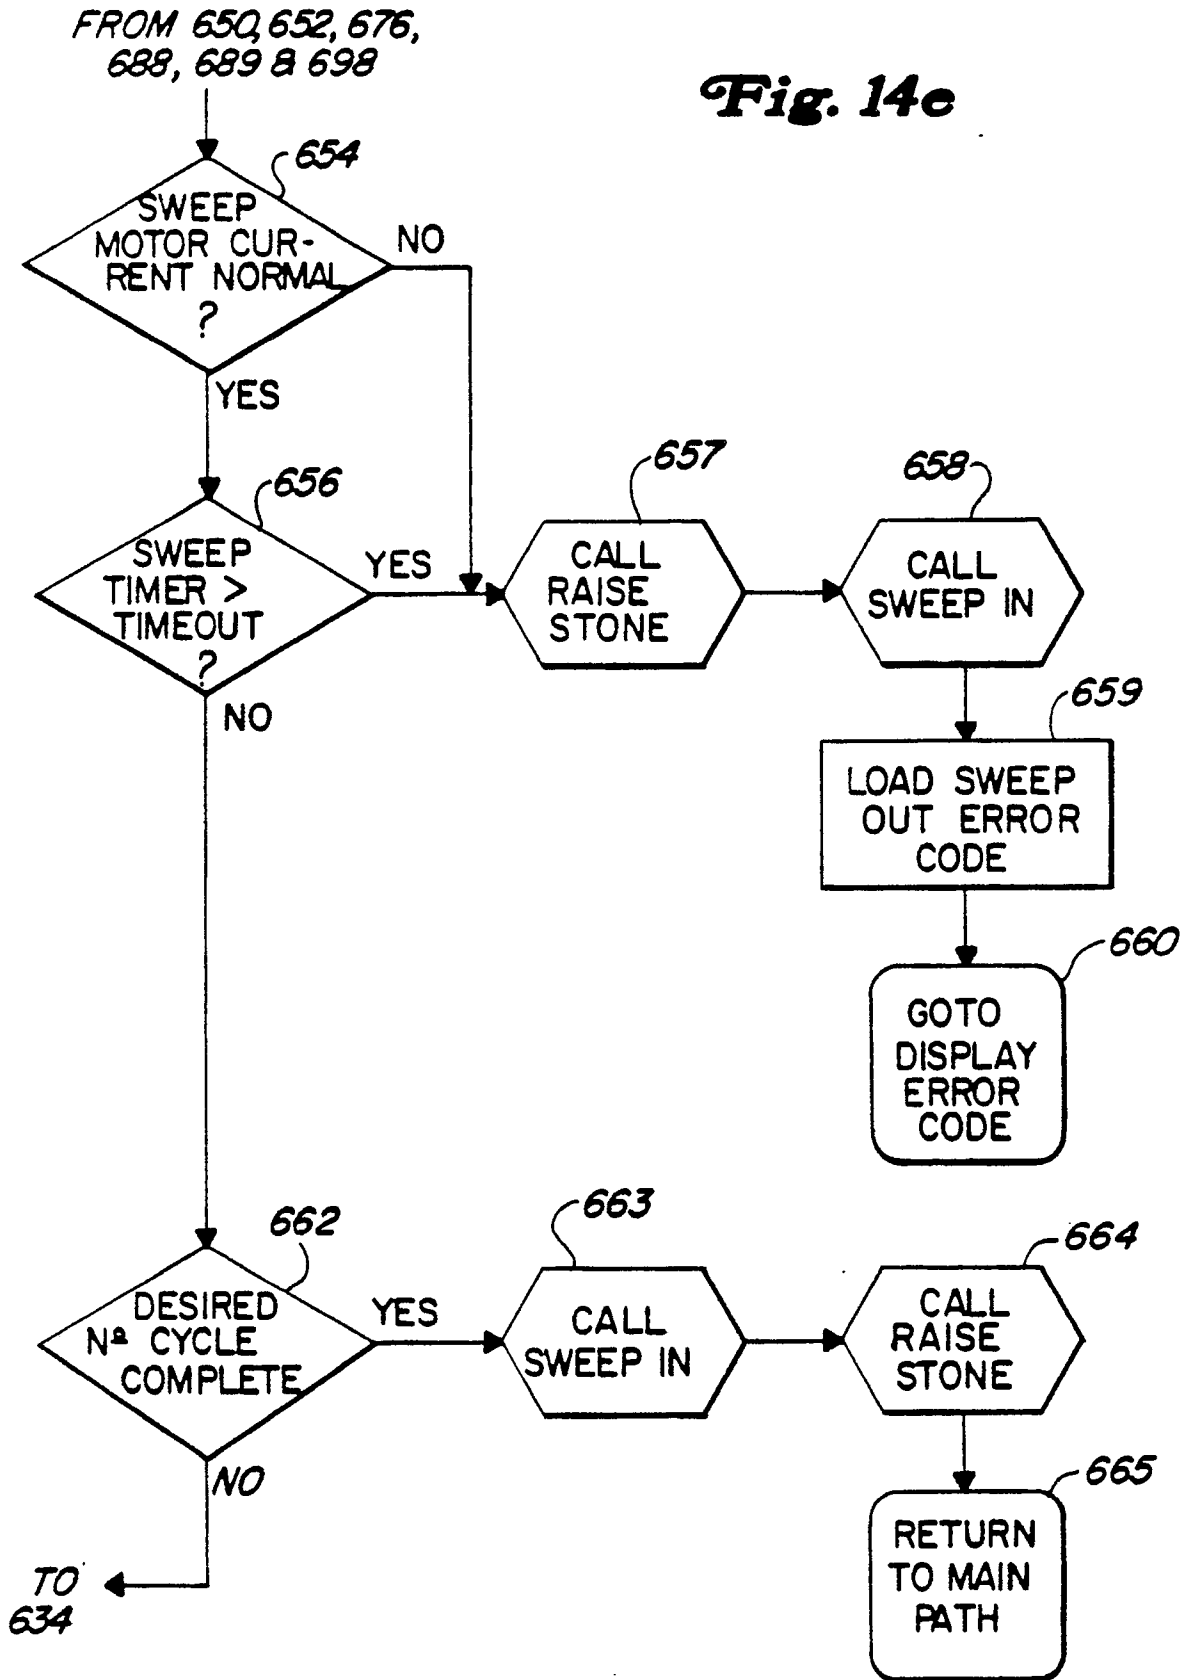 FROM 650, 652, 676,
688, 689 & 698
Fig. 14e
654
SWEEP
MOTOR CUR-
RENT NORMAL
?
NO
YES
656
SWEEP
TIMER >
TIMEOUT
?
YES
NO
657
CALL
RAISE
STONE
658
CALL
SWEEP IN
659
LOAD SWEEP
OUT ERROR
CODE
660
GOTO
DISPLAY
ERROR
CODE
662
DESIRED
Nº CYCLE
COMPLETE
YES
NO
663
CALL
SWEEP IN
664
CALL
RAISE
STONE
665
RETURN
TO MAIN
PATH
TO
634